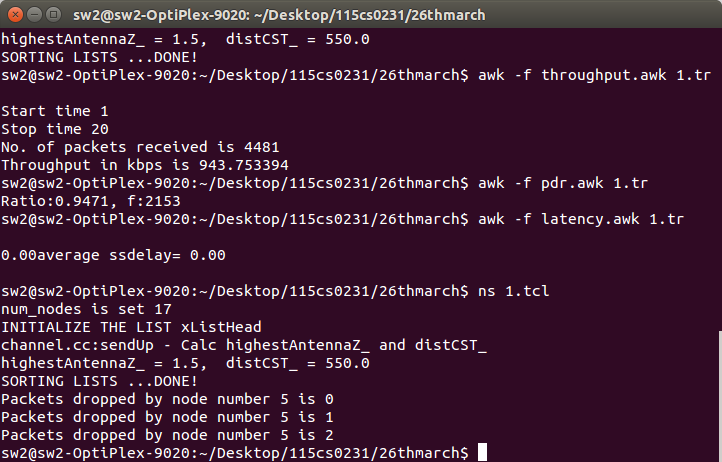 sw2@sw2-OptiPlex-9020: ~/Desktop/115cs0231/26thmarch
highestAntennaZ_ = 1.5,  distCST_ = 550.0
SORTING LISTS ...DONE!
sw2@sw2-OptiPlex-9020:~/Desktop/115cs0231/26thmarch$ awk -f throughput.awk 1.tr
Start time 1
Stop time 20
No. of packets received is 4481
Throughput in kbps is 943.753394
sw2@sw2-OptiPlex-9020:~/Desktop/115cs0231/26thmarch$ awk -f pdr.awk 1.tr
Ratio:0.9471, f:2153
sw2@sw2-OptiPlex-9020:~/Desktop/115cs0231/26thmarch$ awk -f latency.awk 1.tr
0.00average ssdelay= 0.00
sw2@sw2-OptiPlex-9020:~/Desktop/115cs0231/26thmarch$ ns 1.tcl
num_nodes is set 17
INITIALIZE THE LIST xListHead
channel.cc:sendUp - Calc highestAntennaZ_ and distCST_
highestAntennaZ_ = 1.5,  distCST_ = 550.0
SORTING LISTS ...DONE!
Packets dropped by node number 5 is 0
Packets dropped by node number 5 is 1
Packets dropped by node number 5 is 2
sw2@sw2-OptiPlex-9020:~/Desktop/115cs0231/26thmarch$